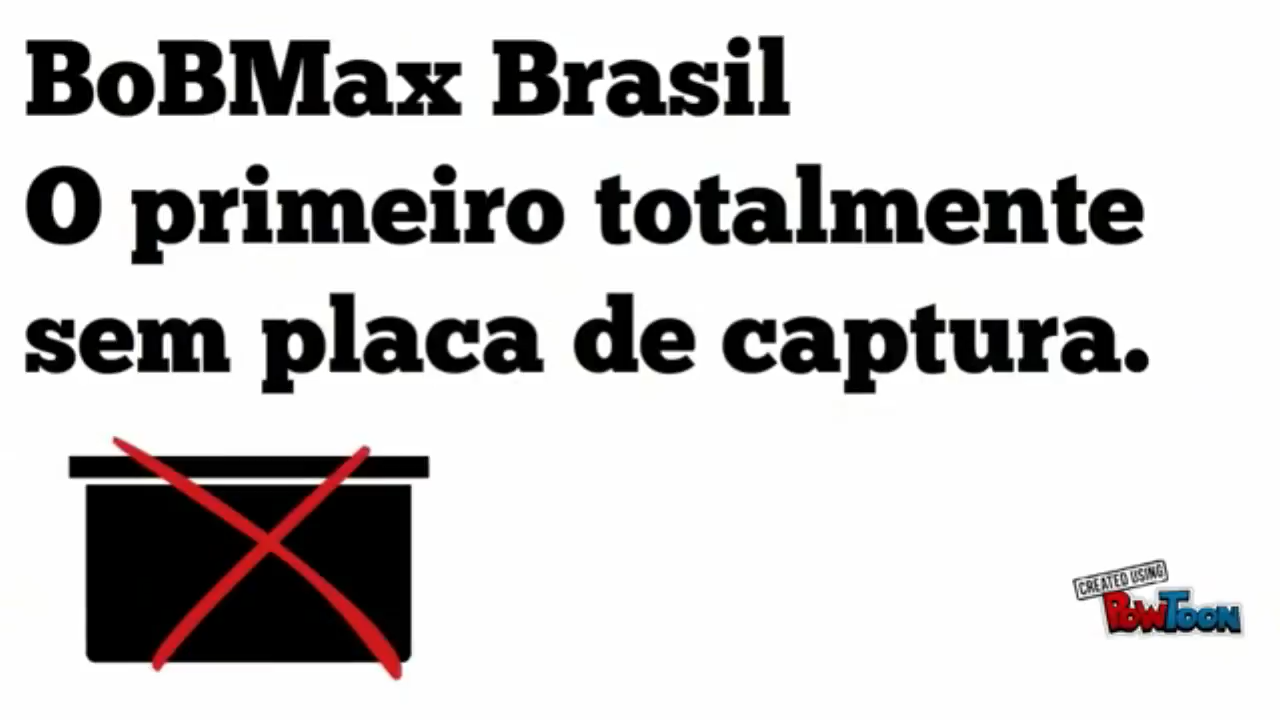 BoBMax Brasil
O primeiro totalmente
sem placa de captura.
CREATED USING
POWTOON